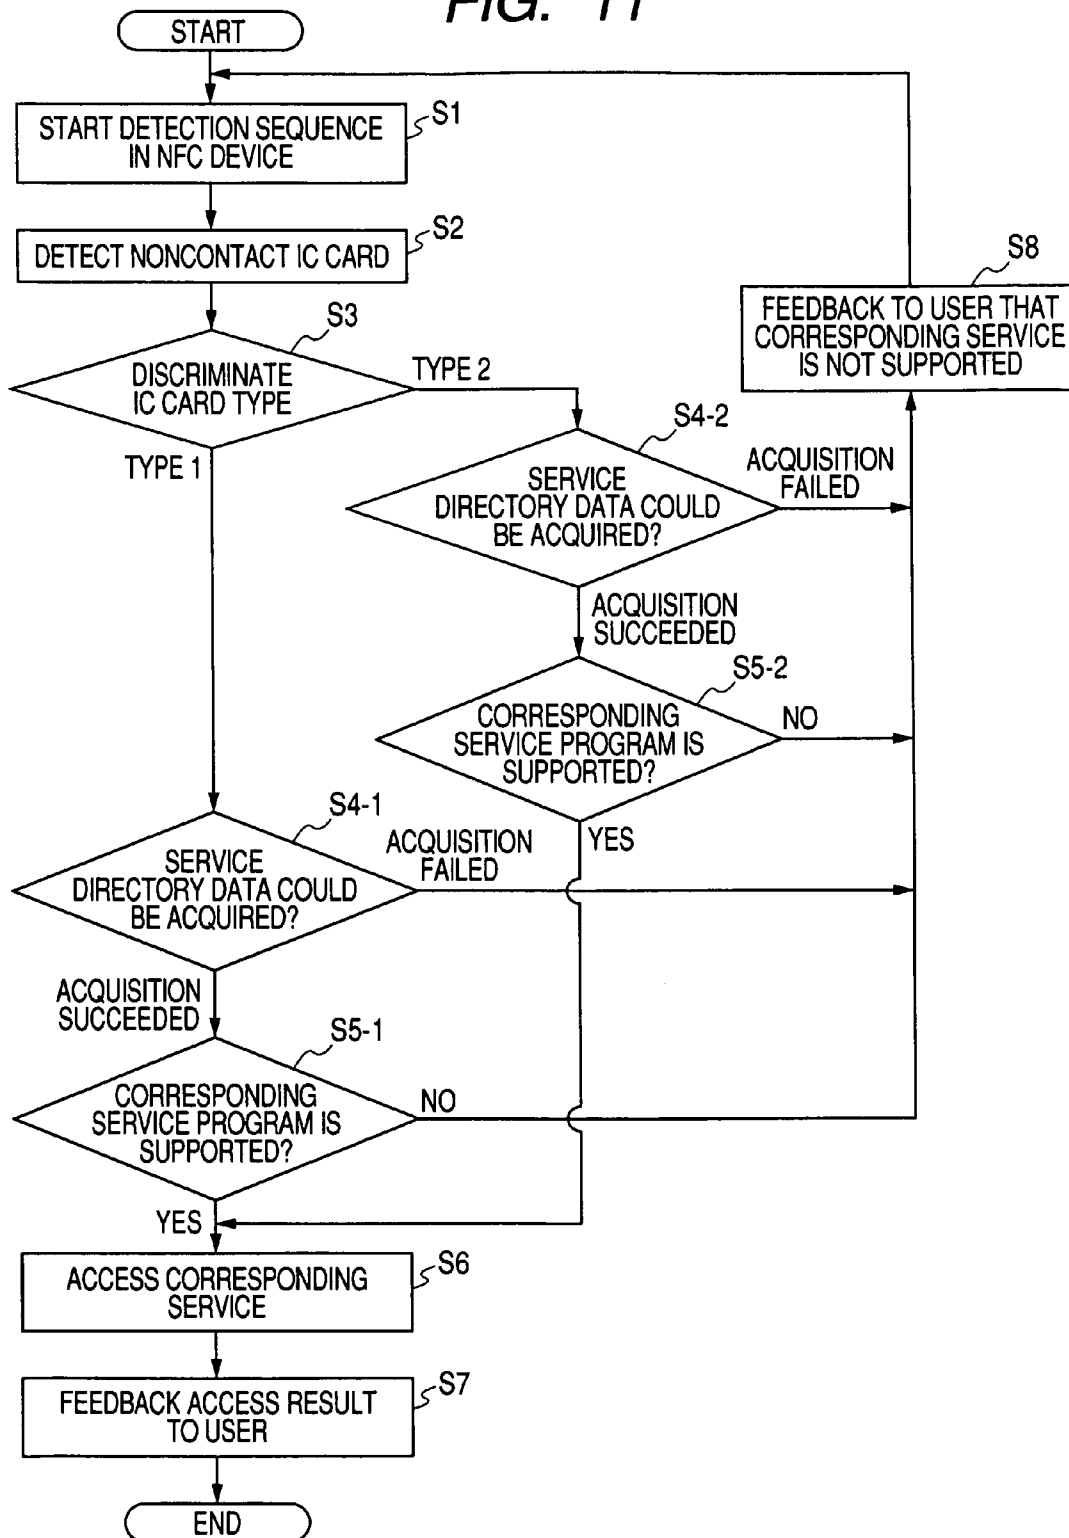 FIG. 11
START
START DETECTION SEQUENCE
IN NFC DEVICE
S1
DETECT NONCONTACT IC CARD
S2
S8
FEEDBACK TO USER THAT
CORRESPONDING SERVICE
IS NOT SUPPORTED
S3
DISCRIMINATE
IC CARD TYPE
TYPE 2
TYPE 1
S4-2
SERVICE
DIRECTORY DATA COULD
BE ACQUIRED?
ACQUISITION
FAILED
ACQUISITION
SUCCEEDED
S5-2
CORRESPONDING
SERVICE PROGRAM IS
SUPPORTED?
NO
YES
S4-1
SERVICE
DIRECTORY DATA COULD
BE ACQUIRED?
ACQUISITION
FAILED
ACQUISITION
SUCCEEDED
S5-1
CORRESPONDING
SERVICE PROGRAM IS
SUPPORTED?
NO
YES
S6
ACCESS CORRESPONDING
SERVICE
S7
FEEDBACK ACCESS RESULT
TO USER
END